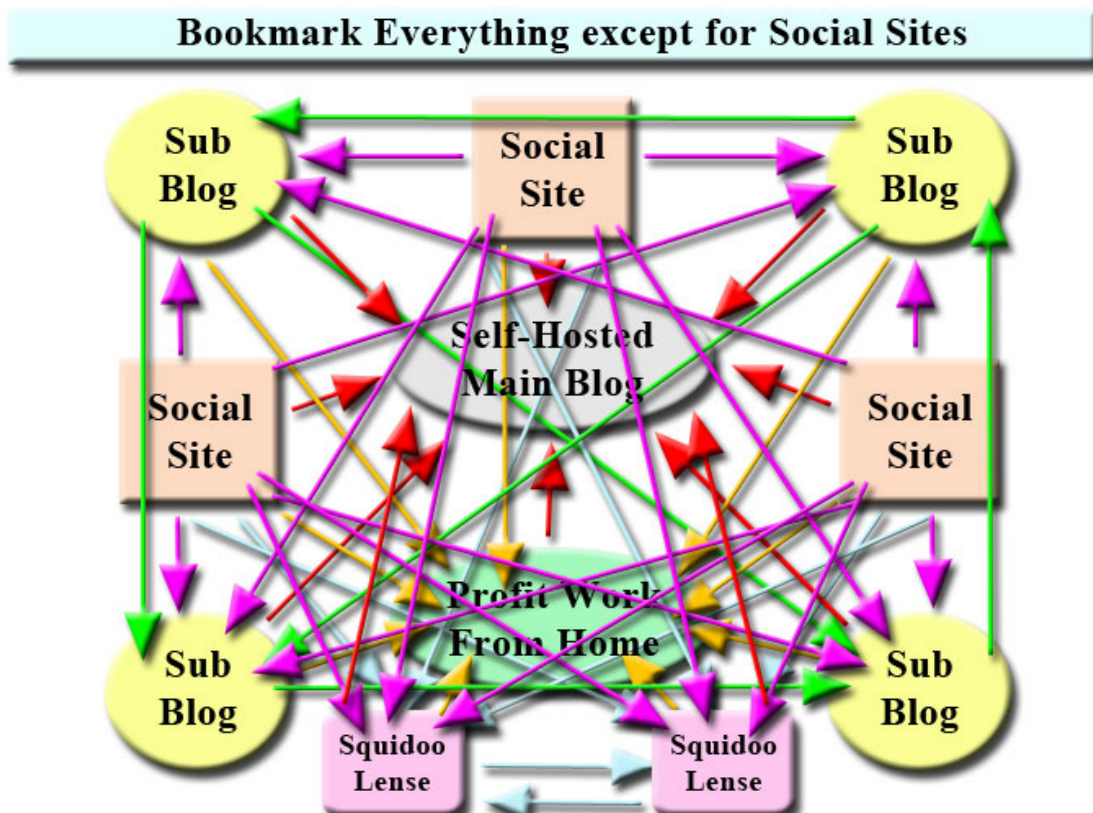 Bookmark Everything except for Social Sites
Sub
Blog
Social
Site
Sub
Blog
Self-Hosted
Main Blog
Social
Site
Social
Site
Profit Work
From Home
Sub
Blog
Sub
Blog
Squidoo
Lense
Squidoo
Lense